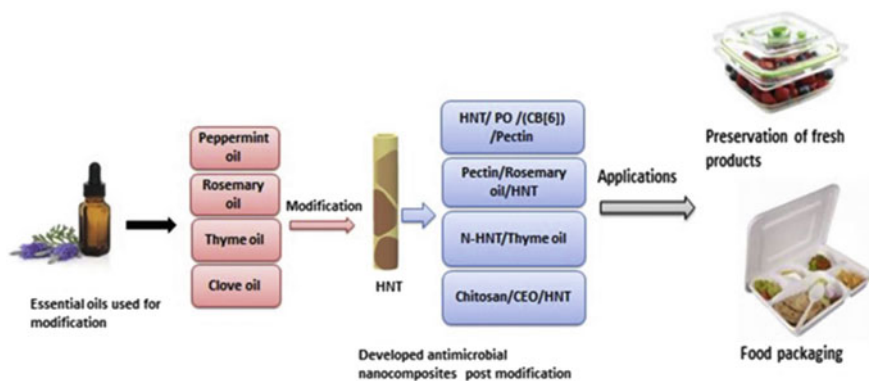 Essential oils used for
modification
Peppermint
oil
Rosemary
oil
Thyme oil
Clove oil
Modification
HNT
HNT/ PO /(CB[6])
/Pectin
Pectin/Rosemary
oil/HNT
N-HNT/Thyme oil
Chitosan/CEO/HNT
Developed antimicrobial
nanocomposites post modification
Applications
Preservation of fresh
products
Food packaging